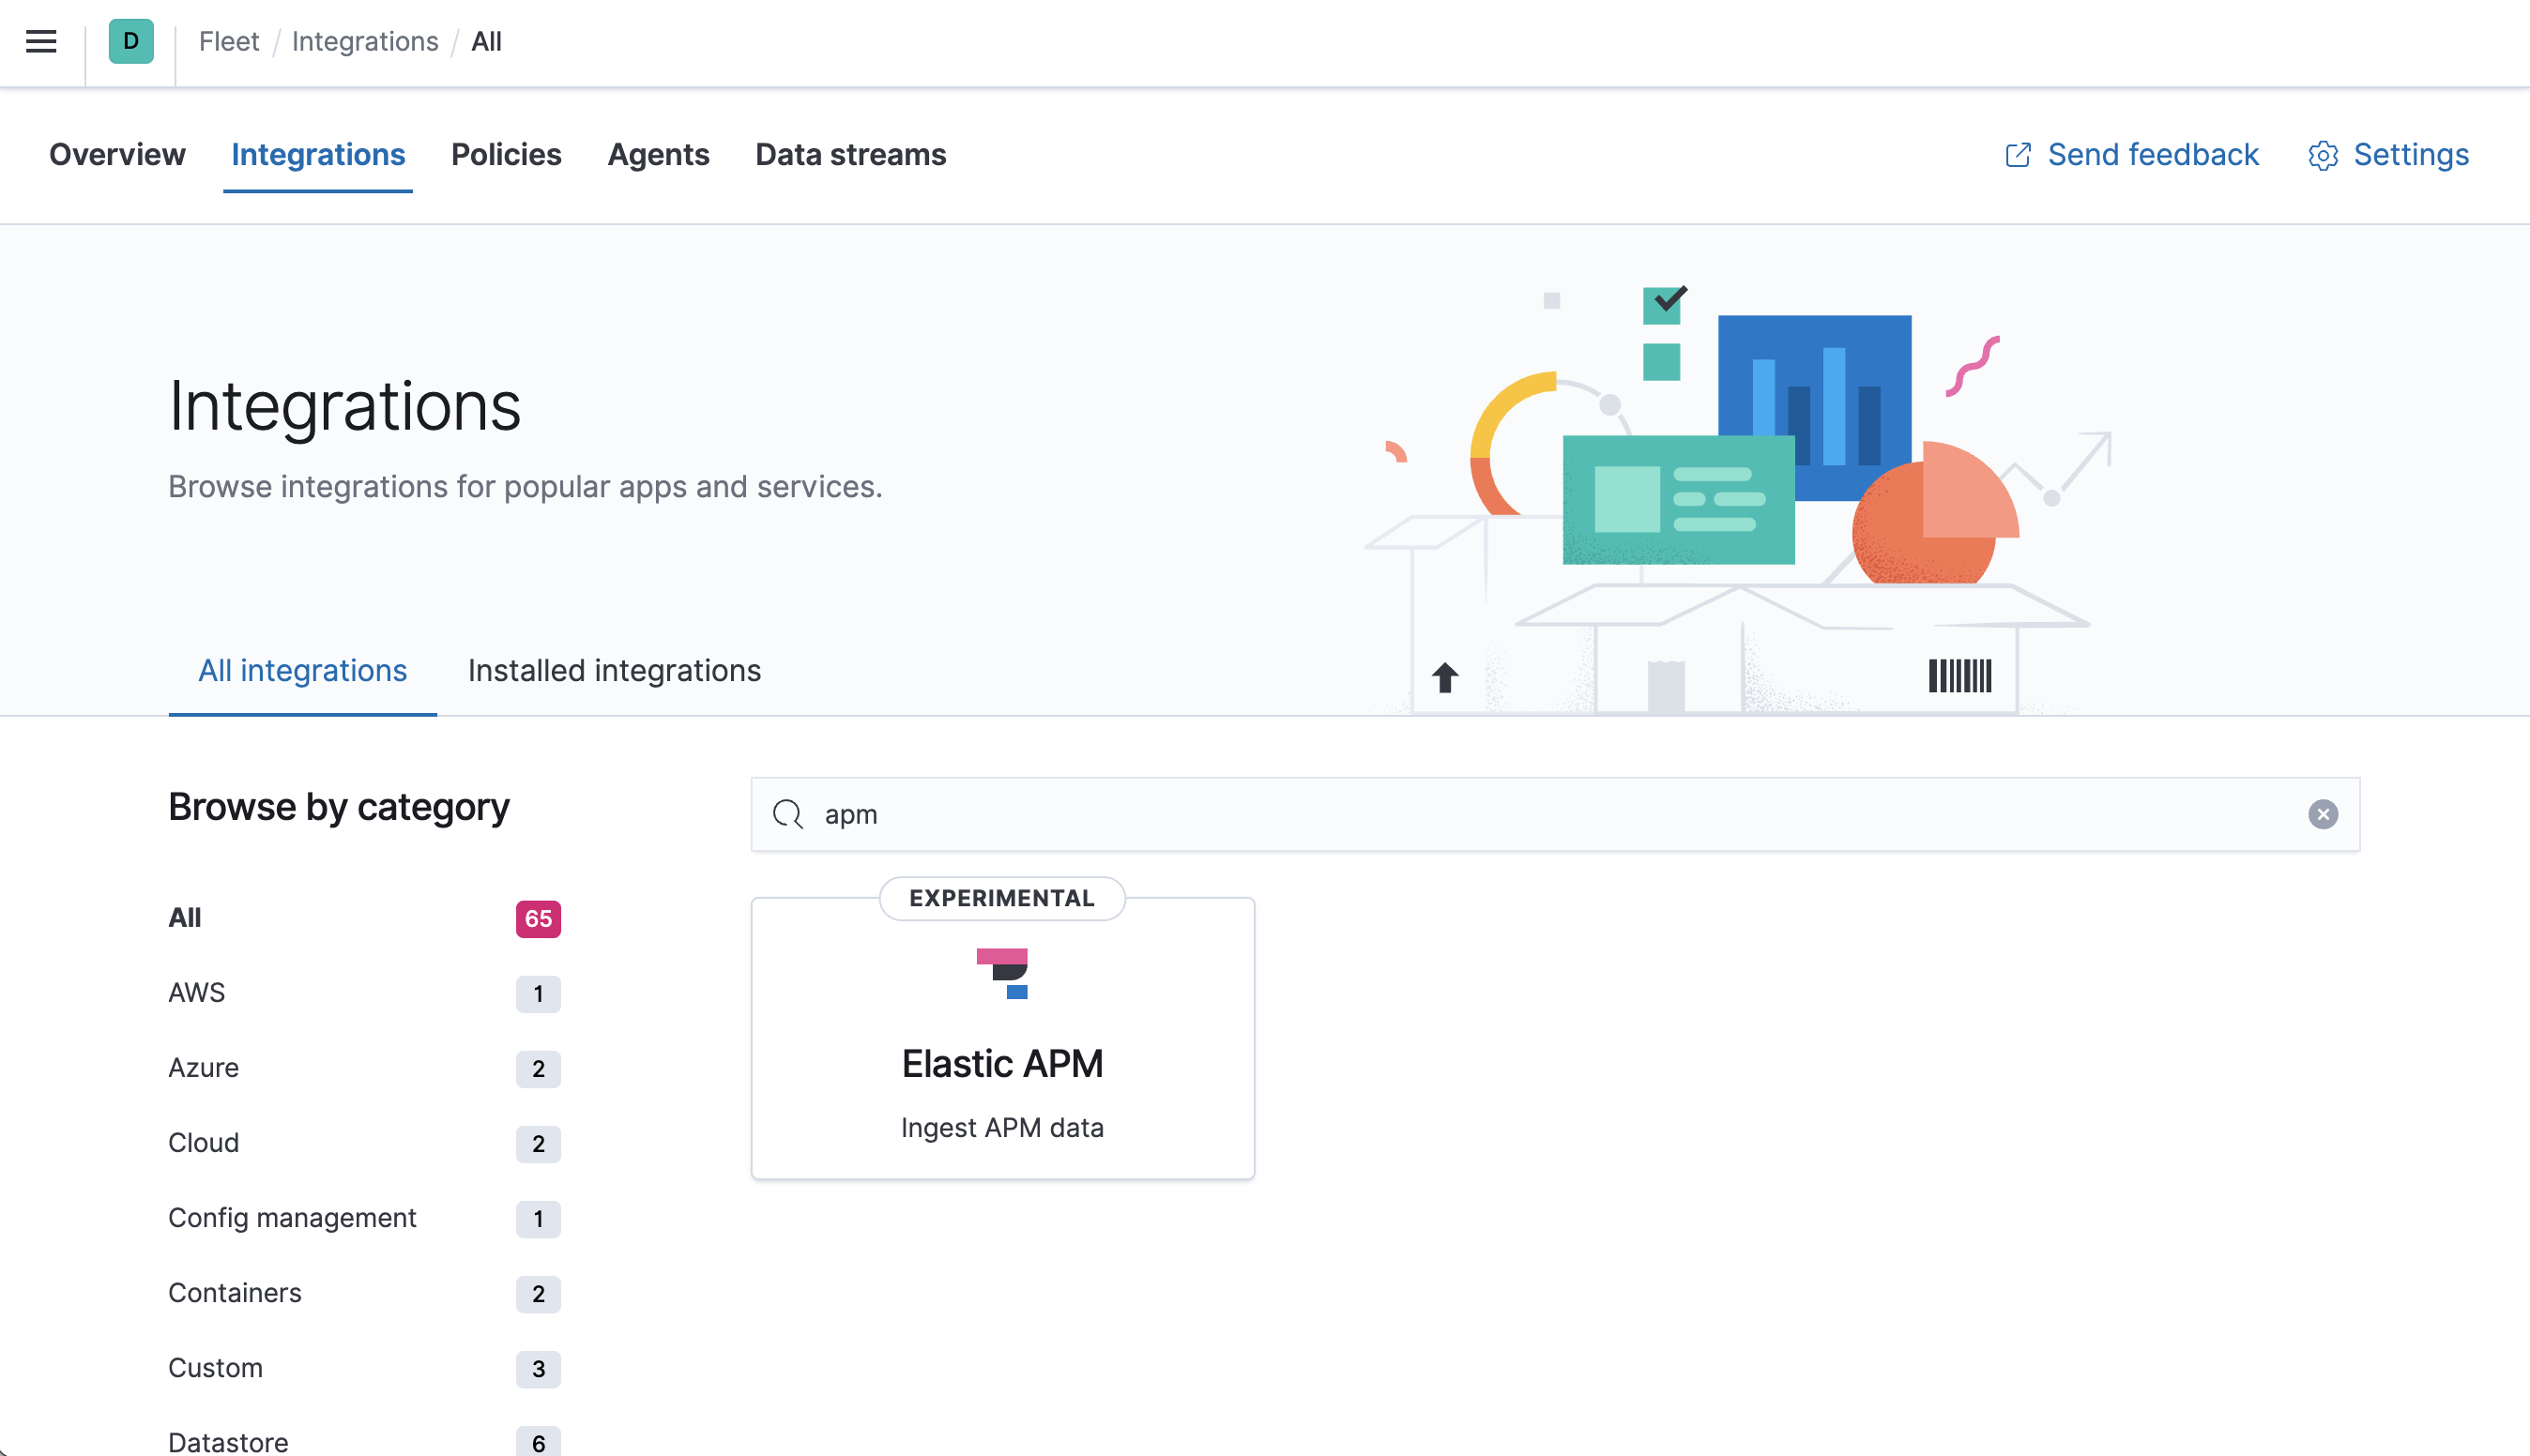 D Fleet / Integrations / All
Overview Integrations Policies Agents Data streams Send feedback Settings
Integrations
Browse integrations for popular apps and services.
All integrations Installed integrations
Browse by category
apm
All 65
AWS 1
Azure 2
Cloud 2
Config management 1
Containers 2
Custom 3
Datastore 6
EXPERIMENTAL
Elastic APM
Ingest APM data